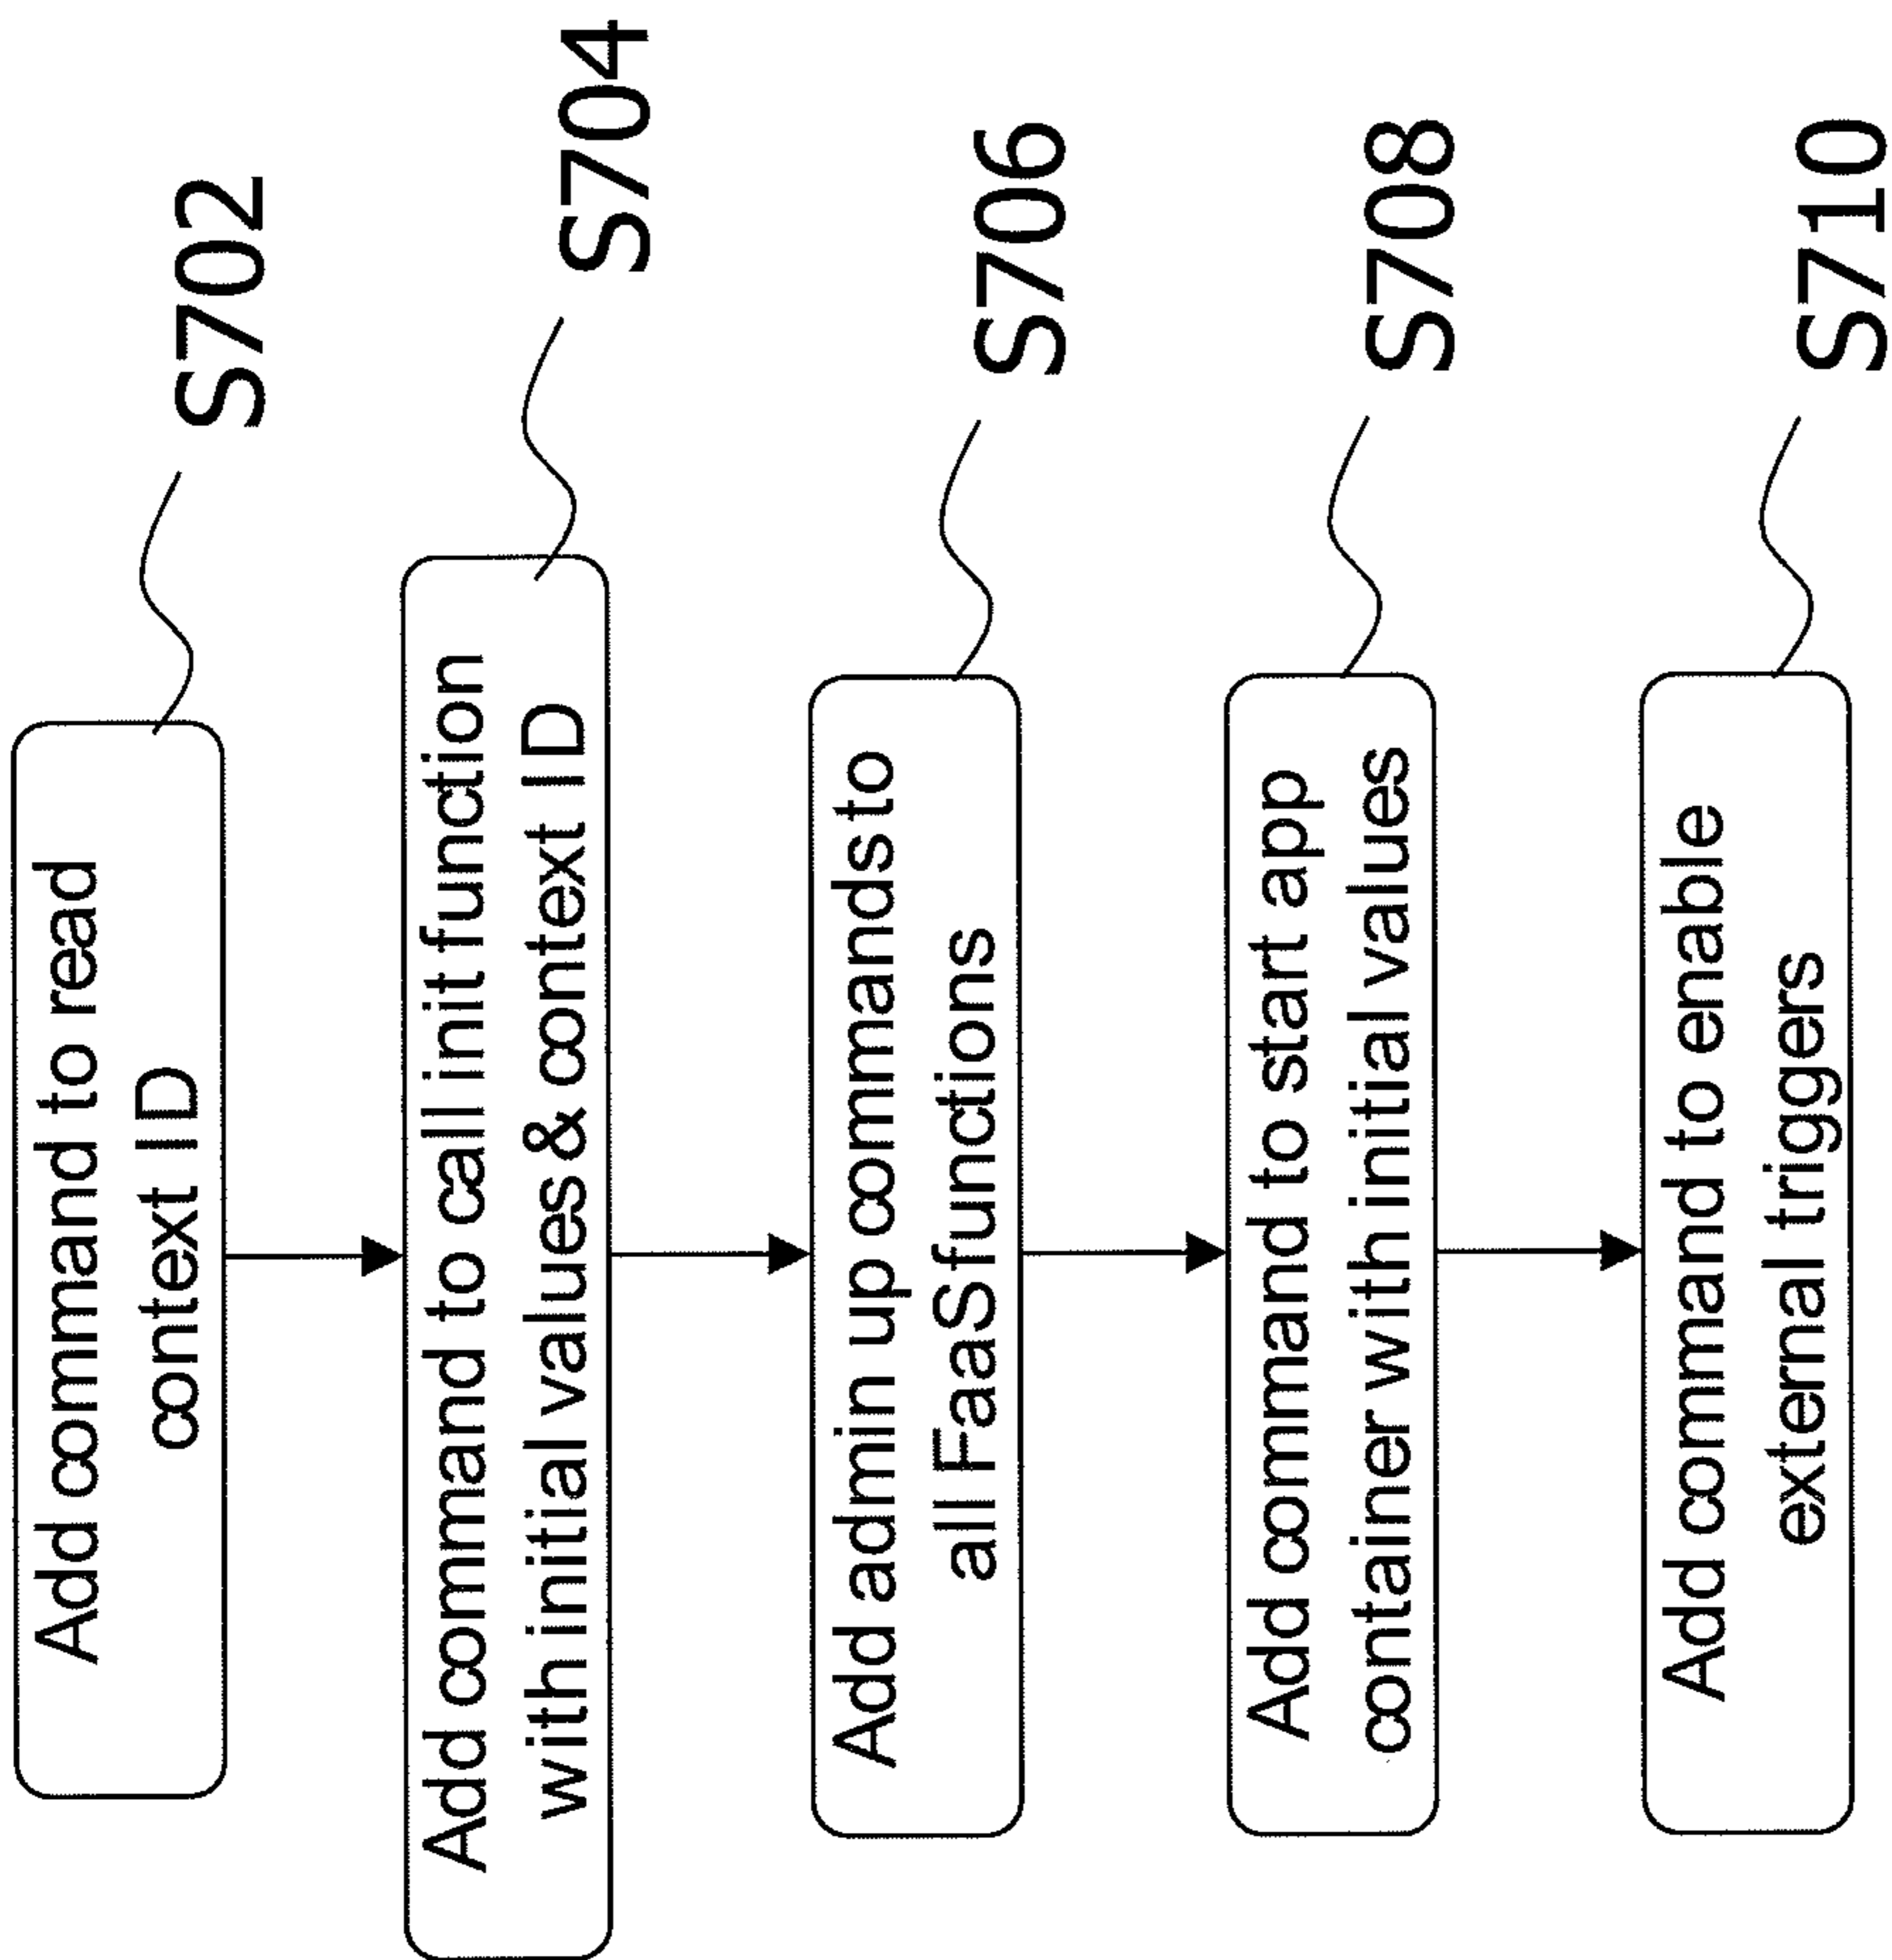 Add command to read
context ID
S702
Add command to call init function
with initial values & context ID
S704
Add admin up commands to
all FaaS functions
S706
Add command to start app
container with initial values
S708
Add command to enable
external triggers
S710